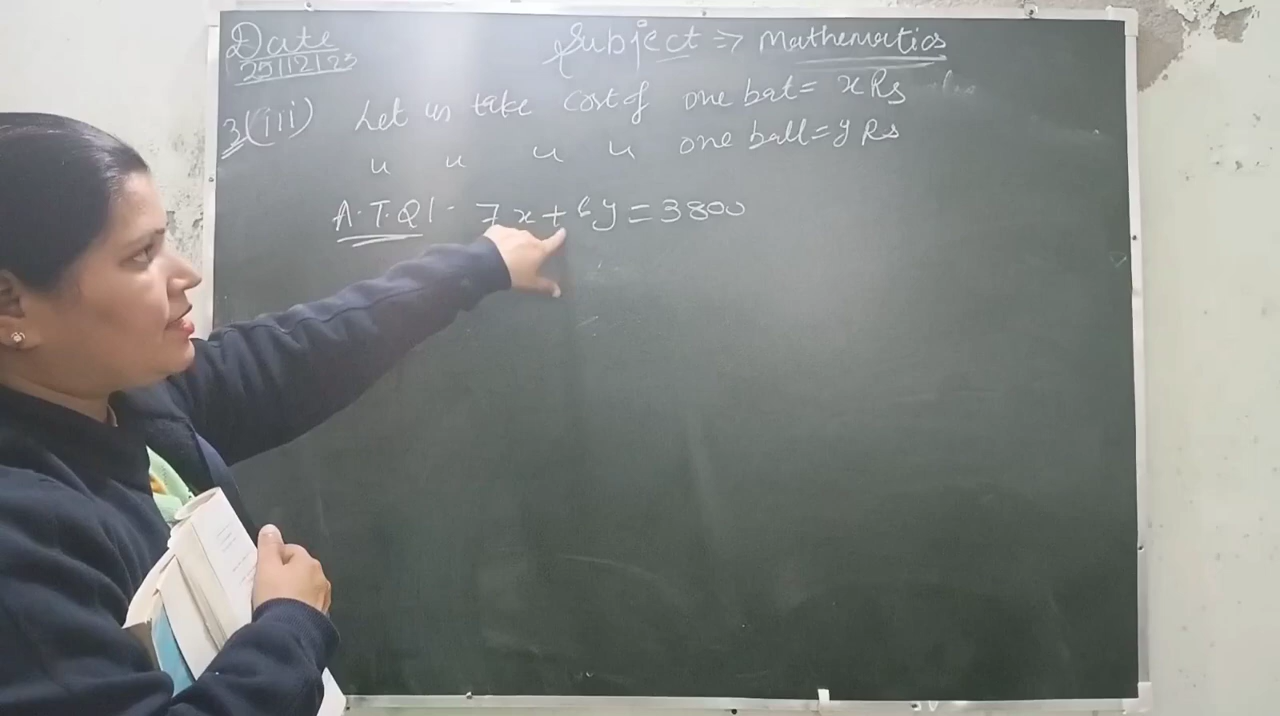 Date
25/12/23
Subject ⇒ Mathematics
3(iii) Let us take cost of one bat = x Rs
u u u u one ball = y Rs
A.T.Q1. 7x + 6y = 3800